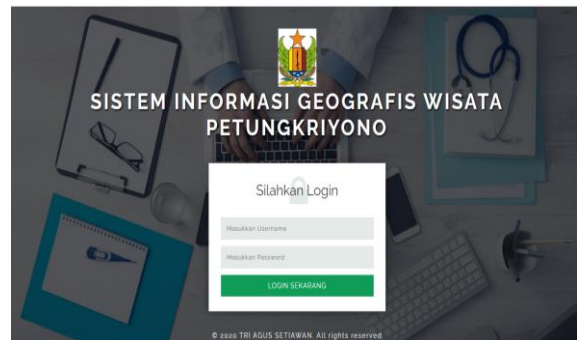 SISTEM INFORMASI GEOGRAFIS WISATA
PETUNGKRIYONO
Silahkan Login
Masukkan Username
Masukkan Password
LOGIN SEKARANG
© 2020 TRI AGUS SETIAWAN. All rights reserved.